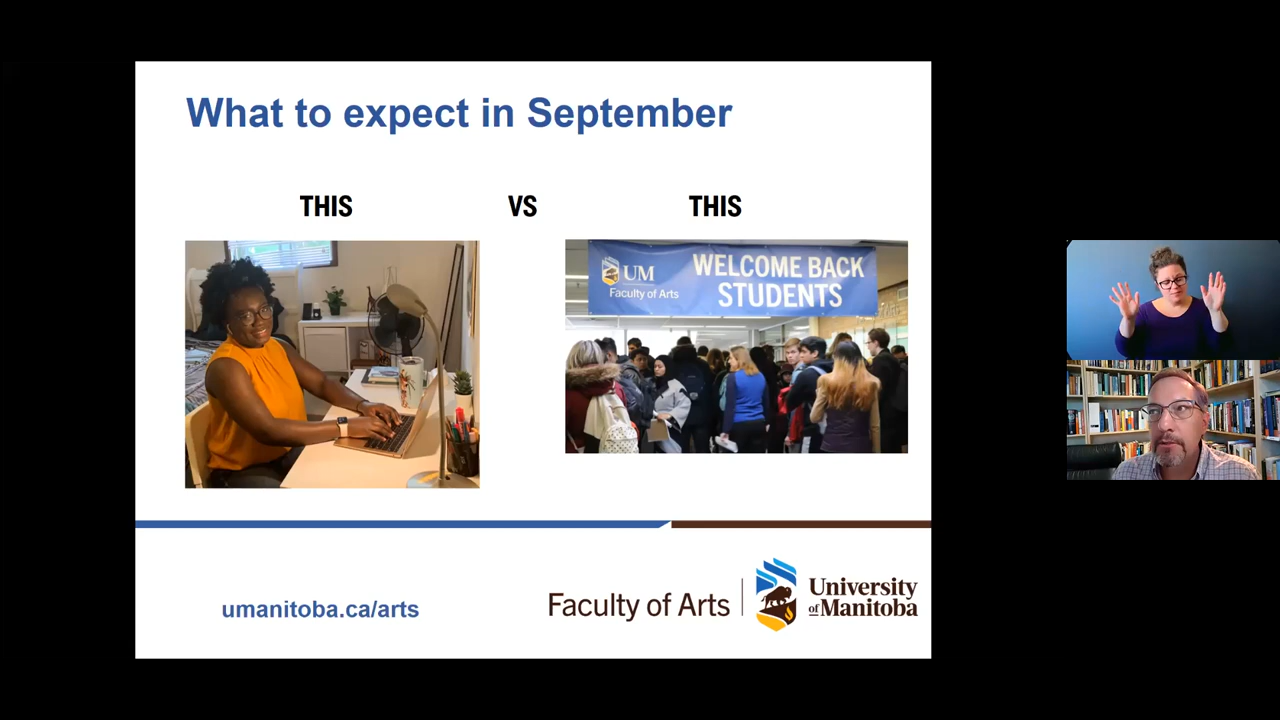 What to expect in September
THIS VS THIS
UM
Faculty of Arts
WELCOME BACK
STUDENTS
umanitoba.ca/arts
Faculty of Arts
University
of Manitoba